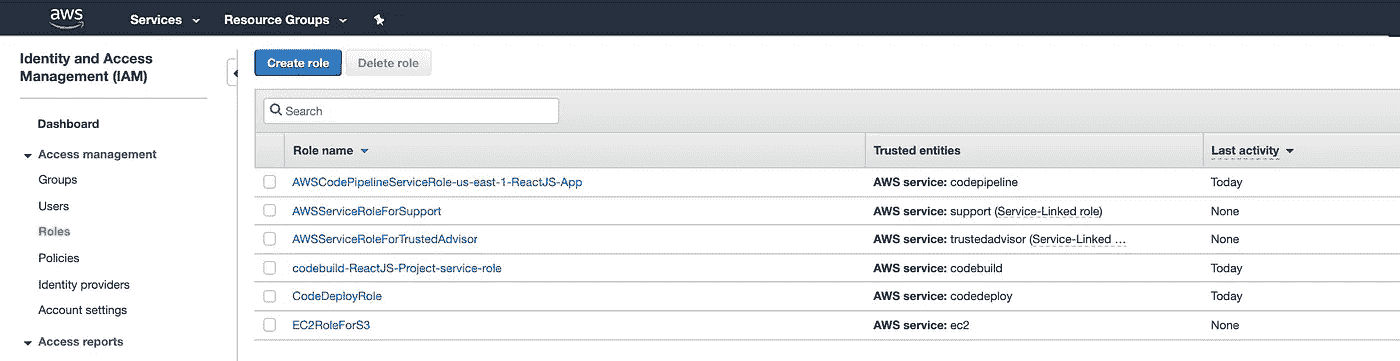 aws Services Resource Groups
Identity and Access
Management (IAM)
Dashboard
Access management
Groups
Users
Roles
Policies
Identity providers
Account settings
Access reports
Create role Delete role
Search
Role name Trusted entities Last activity
AWSCodePipelineServiceRole-us-east-1-ReactJS-App AWS service: codepipeline Today
AWSServiceRoleForSupport AWS service: support (Service-Linked role) None
AWSServiceRoleForTrustedAdvisor AWS service: trustedadvisor (Service-Linked ... None
codebuild-ReactJS-Project-service-role AWS service: codebuild Today
CodeDeployRole AWS service: codedeploy Today
EC2RoleForS3 AWS service: ec2 None